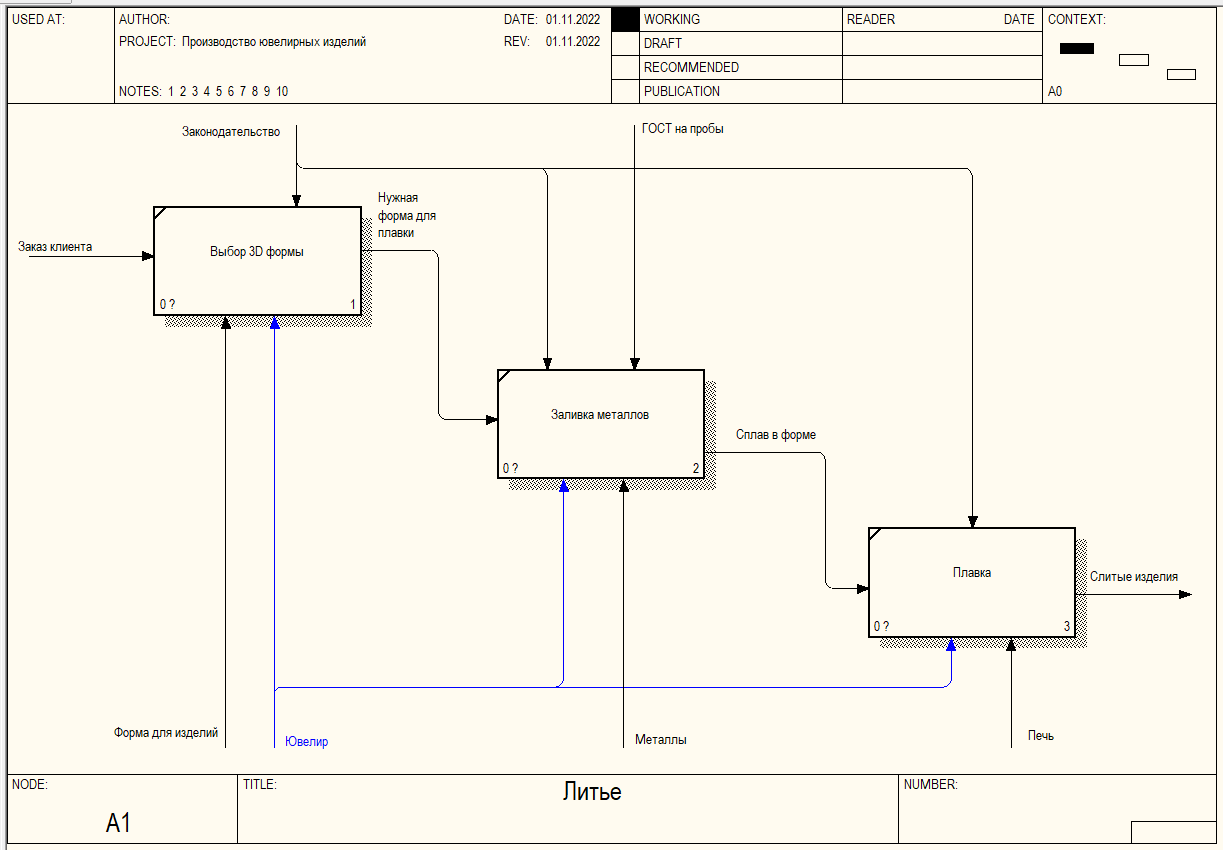 USED AT:
AUTHOR:
DATE: 01.11.2022
PROJECT: Производство ювелирных изделий
REV: 01.11.2022
NOTES: 1 2 3 4 5 6 7 8 9 10
WORKING
DRAFT
RECOMMENDED
PUBLICATION
READER
DATE
CONTEXT:
A0
Законодательство
ГОСТ на пробы
Нужная
форма для
плавки
Заказ клиента
Выбор 3D формы
0 ?
1
Заливка металлов
0 ?
2
Сплав в форме
Плавка
0 ?
3
Слитые изделия
Форма для изделий
Ювелир
Металлы
Печь
NODE:
A1
TITLE:
Литье
NUMBER: